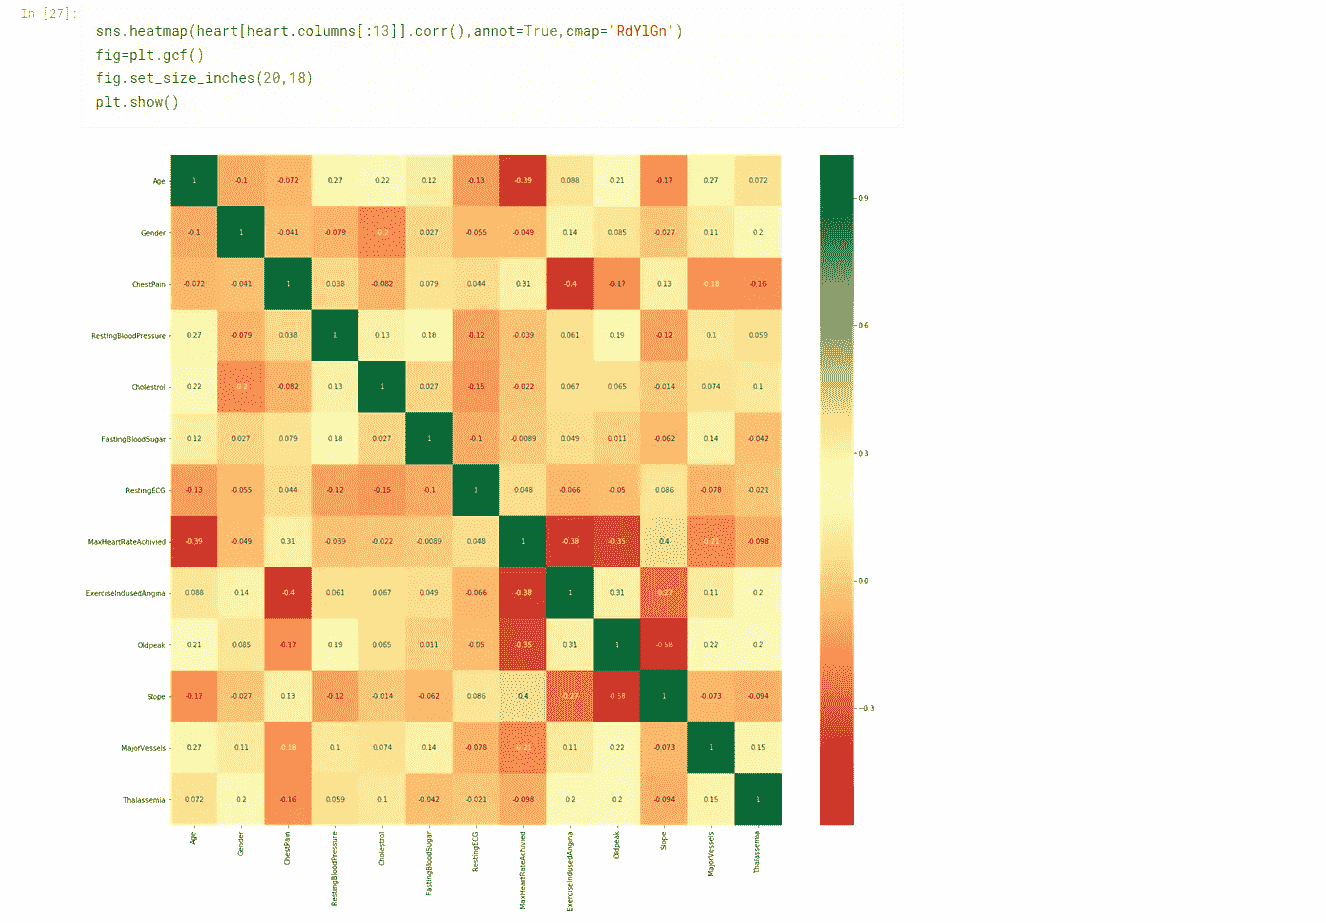 In [27]:
sns.heatmap(heart[heart.columns[:13]].corr(),annot=True,cmap='RdYlGn')
fig=plt.gcf()
fig.set_size_inches(20,18)
plt.show()
Age 1 -0.1 -0.072 0.27 0.22 0.12 -0.13 -0.39 0.088 0.21 -0.17 0.27 0.072
Gender -0.1 1 -0.041 -0.079 -0.2 0.027 -0.055 -0.049 0.14 0.085 -0.027 0.11 0.2
ChestPain -0.072 -0.041 1 0.038 -0.082 0.079 0.044 0.31 -0.4 -0.17 0.13 -0.18 -0.16
RestingBloodPressure 0.27 -0.079 0.038 1 0.13 0.18 -0.12 -0.039 0.061 0.19 -0.12 0.1 0.059
Cholestrol 0.22 -0.2 -0.082 0.13 1 0.027 -0.15 -0.022 0.067 0.065 -0.014 0.074 0.1
FastingBloodSugar 0.12 0.027 0.079 0.18 0.027 1 -0.1 -0.0089 0.049 0.011 -0.062 0.14 -0.042
RestingECG -0.13 -0.055 0.044 -0.12 -0.15 -0.1 1 0.048 -0.066 -0.05 0.086 -0.078 -0.021
MaxHeartRateAchivied -0.39 -0.049 0.31 -0.039 -0.022 -0.0089 0.048 1 -0.38 -0.35 0.4 -0.21 -0.098
ExerciseIndusedAngina 0.088 0.14 -0.4 0.061 0.067 0.049 -0.066 -0.38 1 0.31 -0.27 0.11 0.2
Oldpeak 0.21 0.085 -0.17 0.19 0.065 0.011 -0.05 -0.35 0.31 1 -0.58 0.22 0.2
Slope -0.17 -0.027 0.13 -0.12 -0.014 -0.062 0.086 0.4 -0.27 -0.58 1 -0.073 -0.094
MajorVessels 0.27 0.11 -0.18 0.1 0.074 0.14 -0.078 -0.21 0.11 0.22 -0.073 1 0.15
Thalassemia 0.072 0.2 -0.16 0.059 0.1 -0.042 -0.021 -0.098 0.2 0.2 -0.094 0.15 1
Age Gender ChestPain RestingBloodPressure Cholestrol FastingBloodSugar RestingECG MaxHeartRateAchivied ExerciseIndusedAngina Oldpeak Slope MajorVessels Thalassemia
0.9
0.6
0.3
0.0
-0.3